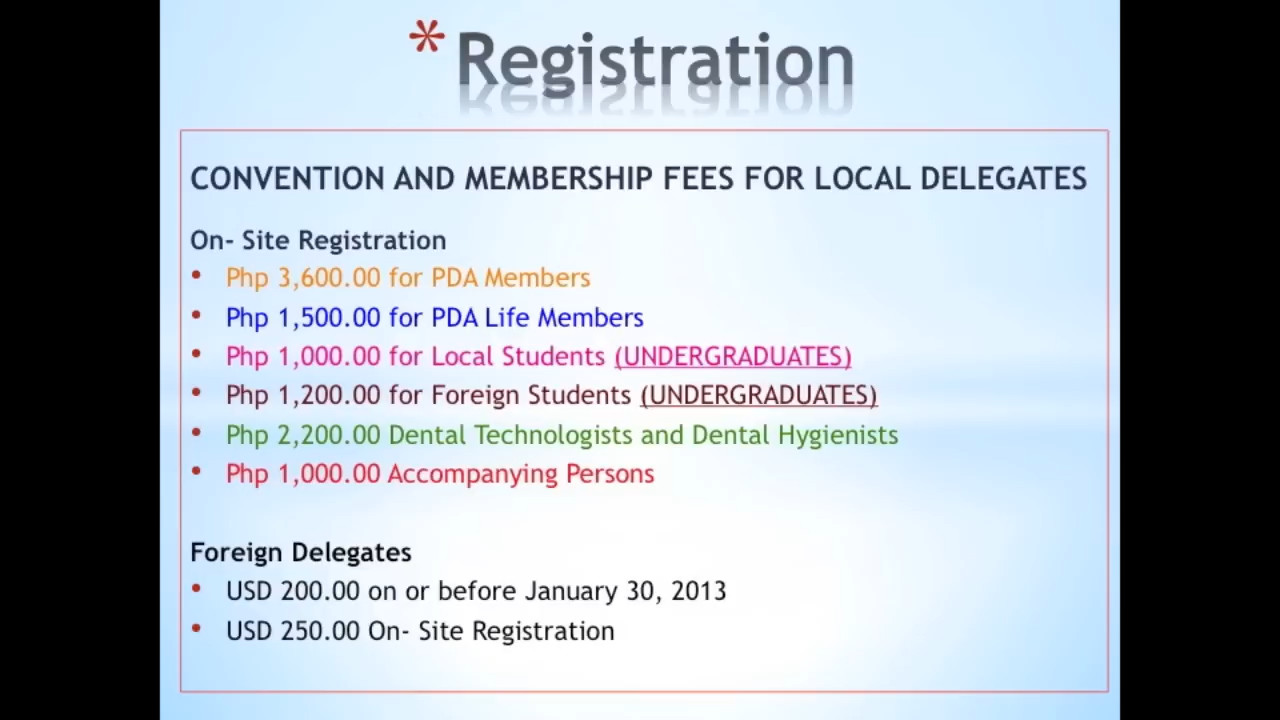 * Registration
CONVENTION AND MEMBERSHIP FEES FOR LOCAL DELEGATES
On- Site Registration
• Php 3,600.00 for PDA Members
• Php 1,500.00 for PDA Life Members
• Php 1,000.00 for Local Students (UNDERGRADUATES)
• Php 1,200.00 for Foreign Students (UNDERGRADUATES)
• Php 2,200.00 Dental Technologists and Dental Hygienists
• Php 1,000.00 Accompanying Persons
Foreign Delegates
• USD 200.00 on or before January 30, 2013
• USD 250.00 On- Site Registration